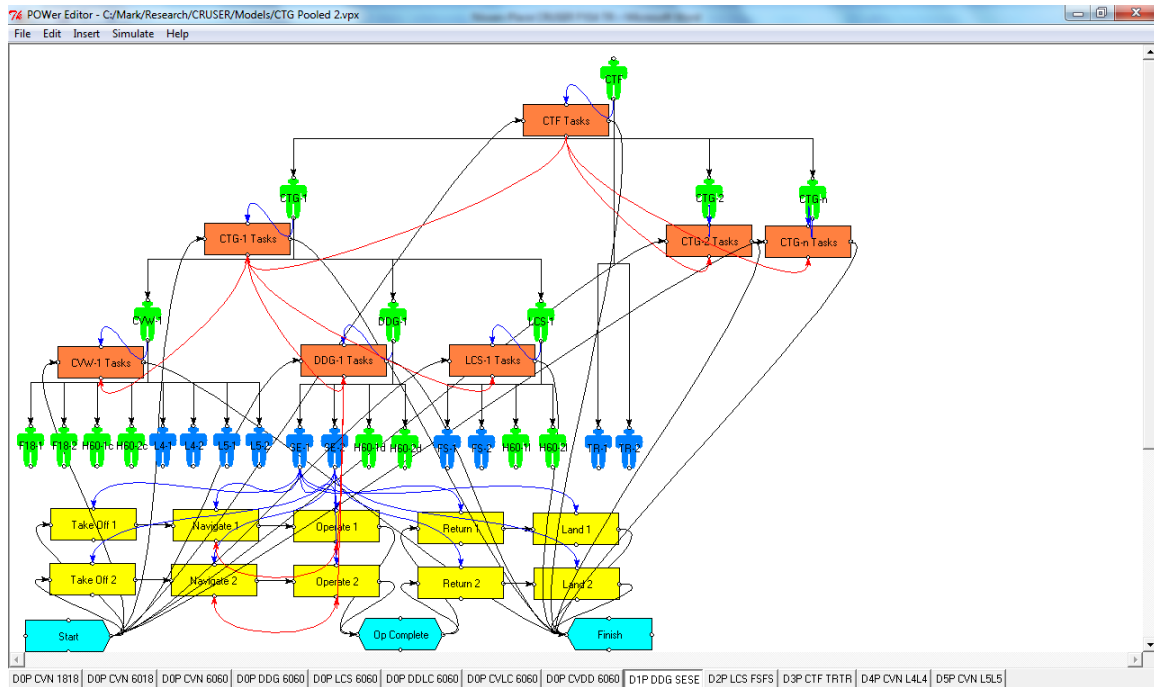 POWer Editor - C:/Mark/Research/CRUSER/Models/CTG Pooled 2.vpx
File Edit Insert Simulate Help
CTF
CTF Tasks
CTG-1 CTG-2 CTG-n
CTG-1 Tasks CTG-2 Tasks CTG-n Tasks
CVW-1 DDG-1 LCS-1
CVW-1 Tasks DDG-1 Tasks LCS-1 Tasks
F18-1 F18-2 H60-1c H60-2c L4-1 L4-2 L5-1 L5-2 SE-1 SE-2 H60-1d H60-2d FS-1 FS-2 H60-1l H60-2l TR-1 TR-2
Take Off 1 Navigate 1 Operate 1 Return 1 Land 1
Take Off 2 Navigate 2 Operate 2 Return 2 Land 2
Start Op Complete Finish
D0P CVN 1818 D0P CVN 6018 D0P CVN 6060 D0P DDG 6060 D0P LCS 6060 D0P DDLC 6060 D0P CVLC 6060 D0P CVDD 6060 D1P DDG SESE D2P LCS FSFS D3P CTF TRTR D4P CVN L4L4 D5P CVN L5L5